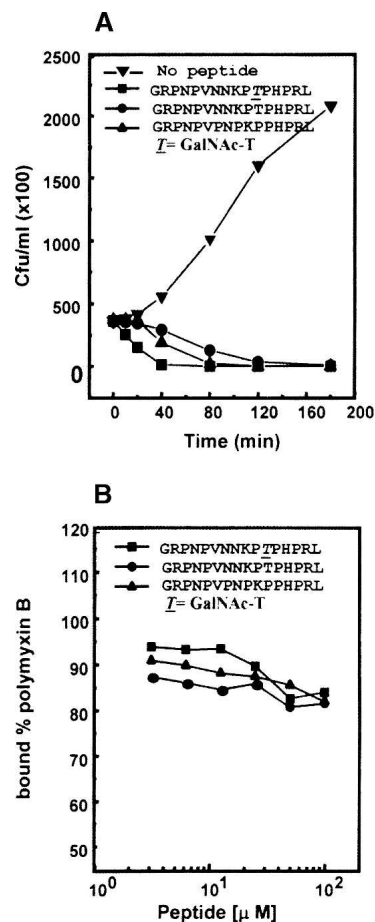 A
No peptide
GRPNPVNNKPTPHPRL
GRPNPVNNKPTPHPRL
GRPNPVPNPKPPHPRL
T= GalNAc-T
2500
2000
1500
1000
500
0
Cfu/ml (x100)
0 40 80 120 160 200
Time (min)
B
GRPNPVNNKPTPHPRL
GRPNPVNNKPTPHPRL
GRPNPVPNPKPPHPRL
T= GalNAc-T
120
110
100
90
80
70
60
50
bound % polymyxin B
10⁰ 10¹ 10²
Peptide [µ M]